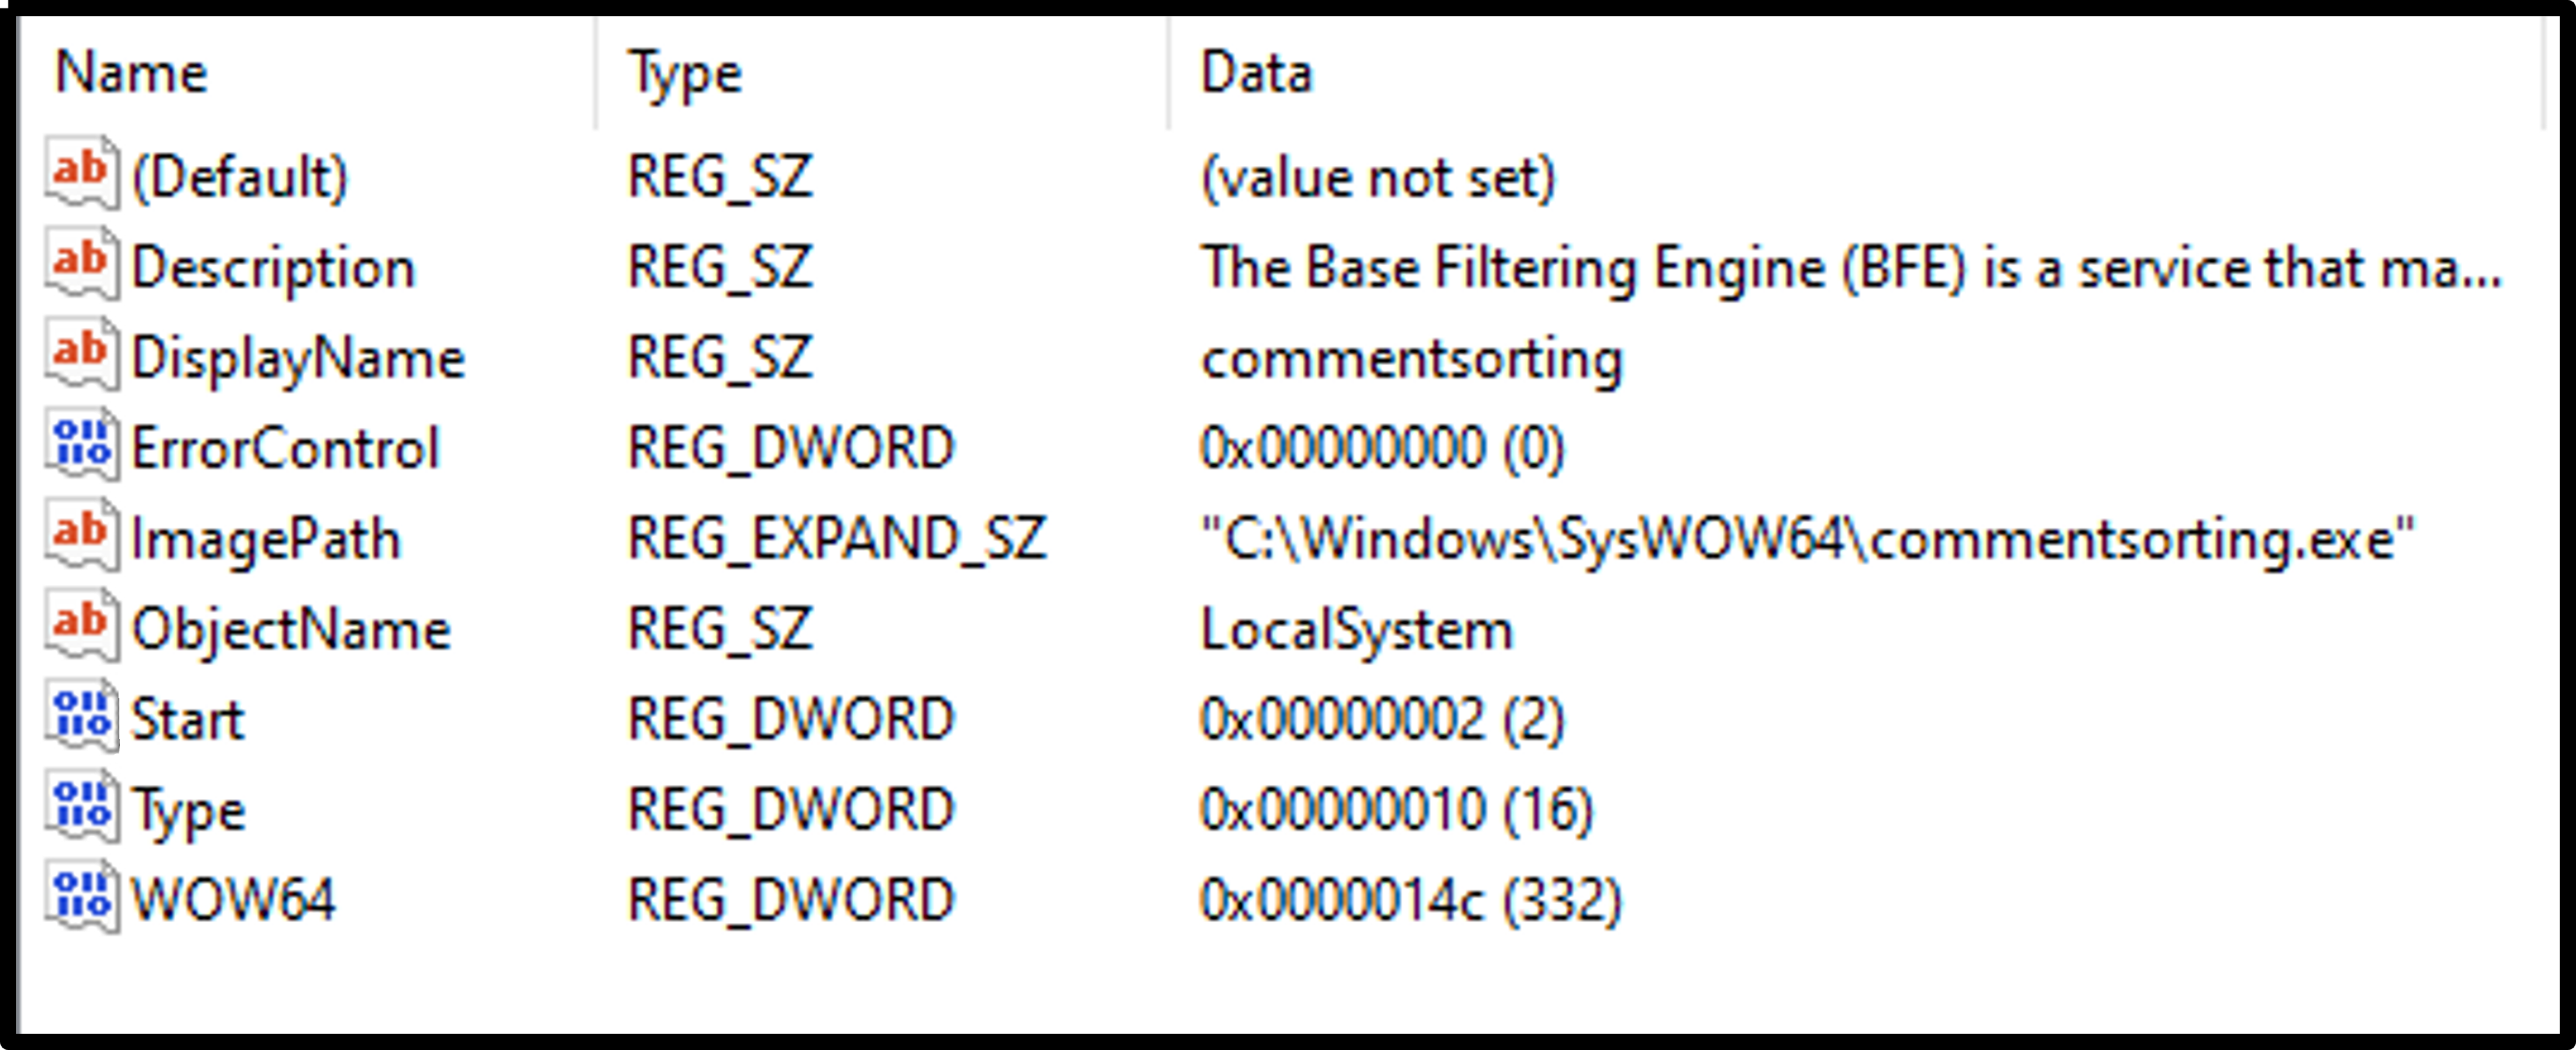 Name Type Data
(Default) REG_SZ (value not set)
Description REG_SZ The Base Filtering Engine (BFE) is a service that ma...
DisplayName REG_SZ commentsorting
ErrorControl REG_DWORD 0x00000000 (0)
ImagePath REG_EXPAND_SZ "C:\Windows\SysWOW64\commentsorting.exe"
ObjectName REG_SZ LocalSystem
Start REG_DWORD 0x00000002 (2)
Type REG_DWORD 0x00000010 (16)
WOW64 REG_DWORD 0x0000014c (332)